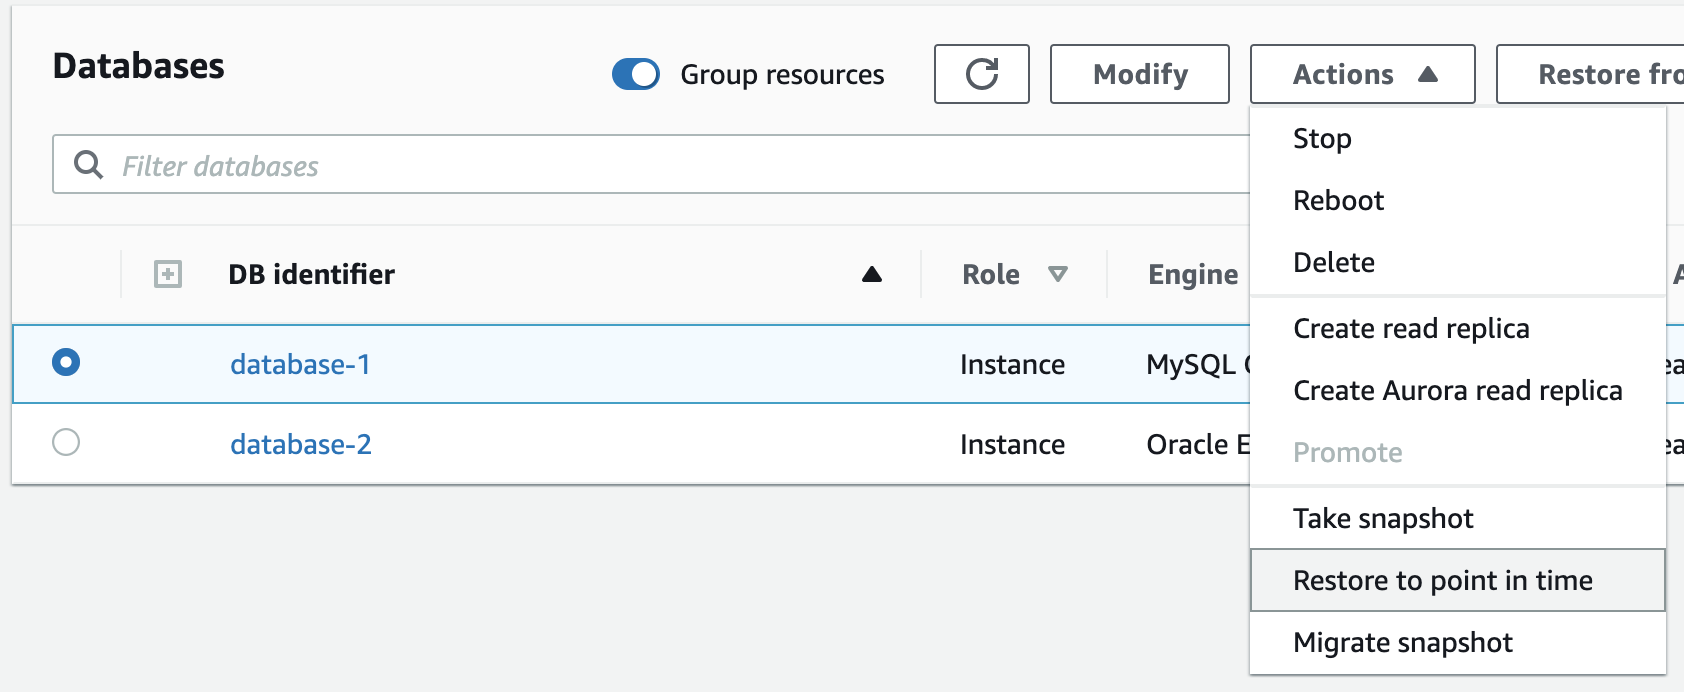 Databases
Group resources
Modify
Actions
Restore
Filter databases
Stop
Reboot
Delete
DB identifier
Role
Engine
Create read replica
database-1
Instance
MySQL
Create Aurora read replica
database-2
Instance
Oracle
Promote
Take snapshot
Restore to point in time
Migrate snapshot